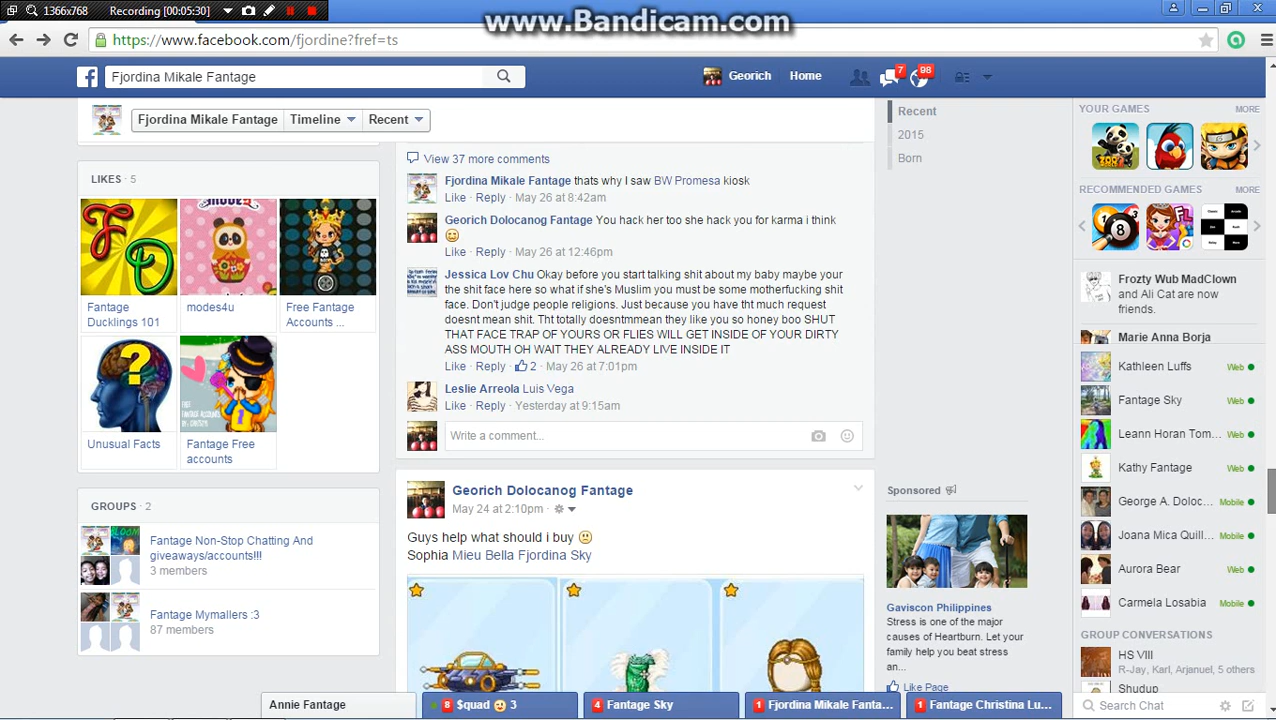 1366x768 Recording [00:05:30]
www.Bandicam.com
https://www.facebook.com/fjordine?fref=ts
Fjordina Mikale Fantage
Georich Home 7 98
Fjordina Mikale Fantage Timeline Recent
Recent
2015
Born
LIKES · 5
Fantage Ducklings 101
modes4u
Free Fantage Accounts ...
Unusual Facts
Fantage Free accounts
GROUPS · 2
Fantage Non-Stop Chatting And
giveaways/accounts!!!
3 members
Fantage Mymallers :3
87 members
View 37 more comments
Fjordina Mikale Fantage thats why I saw BW Promesa kiosk
Like · Reply · May 26 at 8:42am
Georich Dolocanog Fantage You hack her too she hack you for karma i think
Like · Reply · May 26 at 12:46pm
Jessica Lov Chu Okay before you start talking shit about my baby maybe your
the shit face here so what if she's Muslim you must be some motherfucking shit
face. Don't judge people religions. Just because you have tht much request
doesnt mean shit. Tht totally doesntmmean they like you so honey boo SHUT
THAT FACE TRAP OF YOURS OR FLIES WILL GET INSIDE OF YOUR DIRTY
ASS MOUTH OH WAIT THEY ALREADY LIVE INSIDE IT
Like · Reply · 2 · May 26 at 7:01pm
Leslie Arreola Luis Vega
Like · Reply · Yesterday at 9:15am
Write a comment...
Georich Dolocanog Fantage
May 24 at 2:10pm ·
Guys help what should i buy
Sophia Mieu Bella Fjordina Sky
Sponsored
Gaviscon Philippines
Stress is one of the
major causes of Heartburn. Let your
family help you beat stress
an...
Like Page
YOUR GAMES MORE
RECOMMENDED GAMES MORE
Frozty Wub MadClown
and Ali Cat are now
friends.
Marie Anna Borja
Kathleen Luffs Web
Fantage Sky Web
Leann Horan Tom... Web
Kathy Fantage Web
George A. Doloc... Mobile
Joana Mica Quill... Mobile
Aurora Bear Web
Carmela Losabia Mobile
GROUP CONVERSATIONS
HS VIII
R-Jay, Karl, Arjanuel, 5 others
Shudup
Search Chat
Annie Fantage
8 $quad 3
4 Fantage Sky
1 Fjordina Mikale Fanta...
1 Fantage Christina Lu...